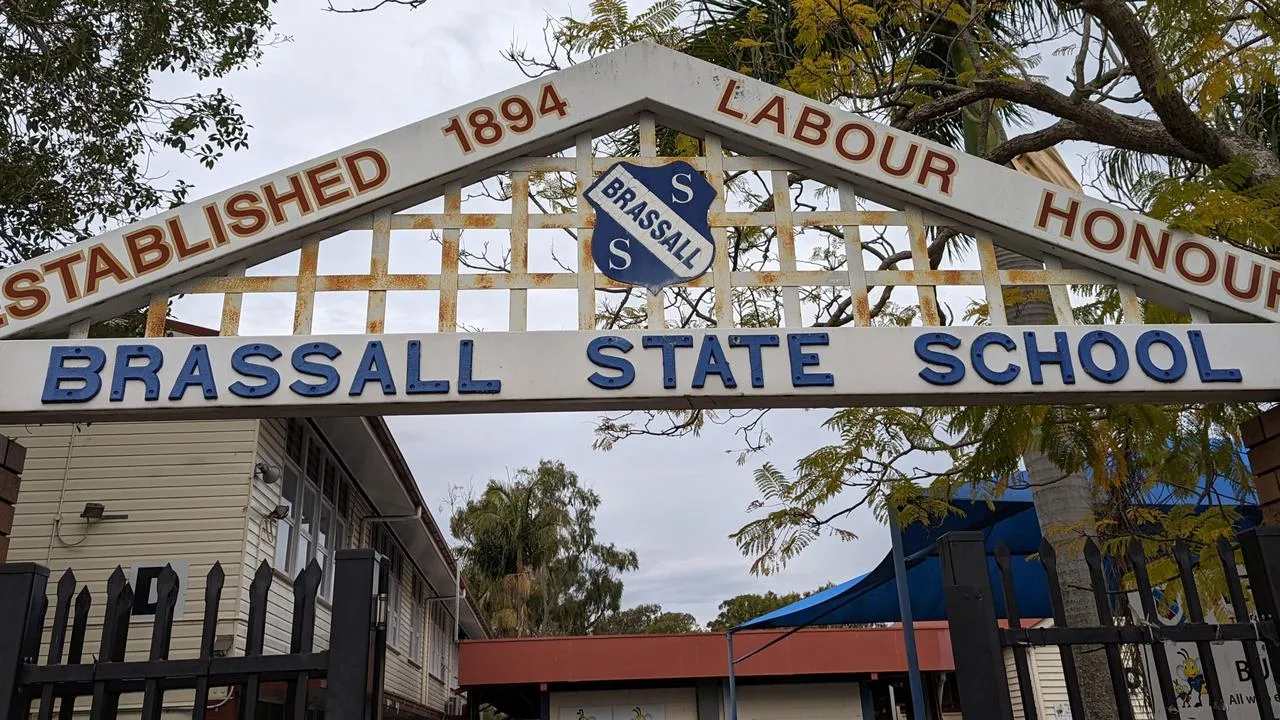 ESTABLISHED 1894
LABOUR HONOUR
S
BRASSALL
S
BRASSALL STATE SCHOOL
D